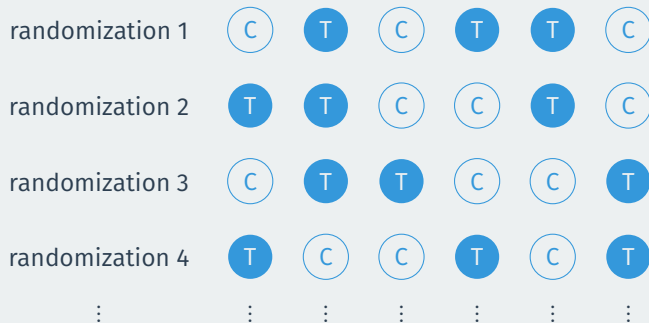 randomization 1 C T C T T C
randomization 2 T T C C T C
randomization 3 C T T C C T
randomization 4 T C C T C T
⋮ ⋮ ⋮ ⋮ ⋮ ⋮ ⋮